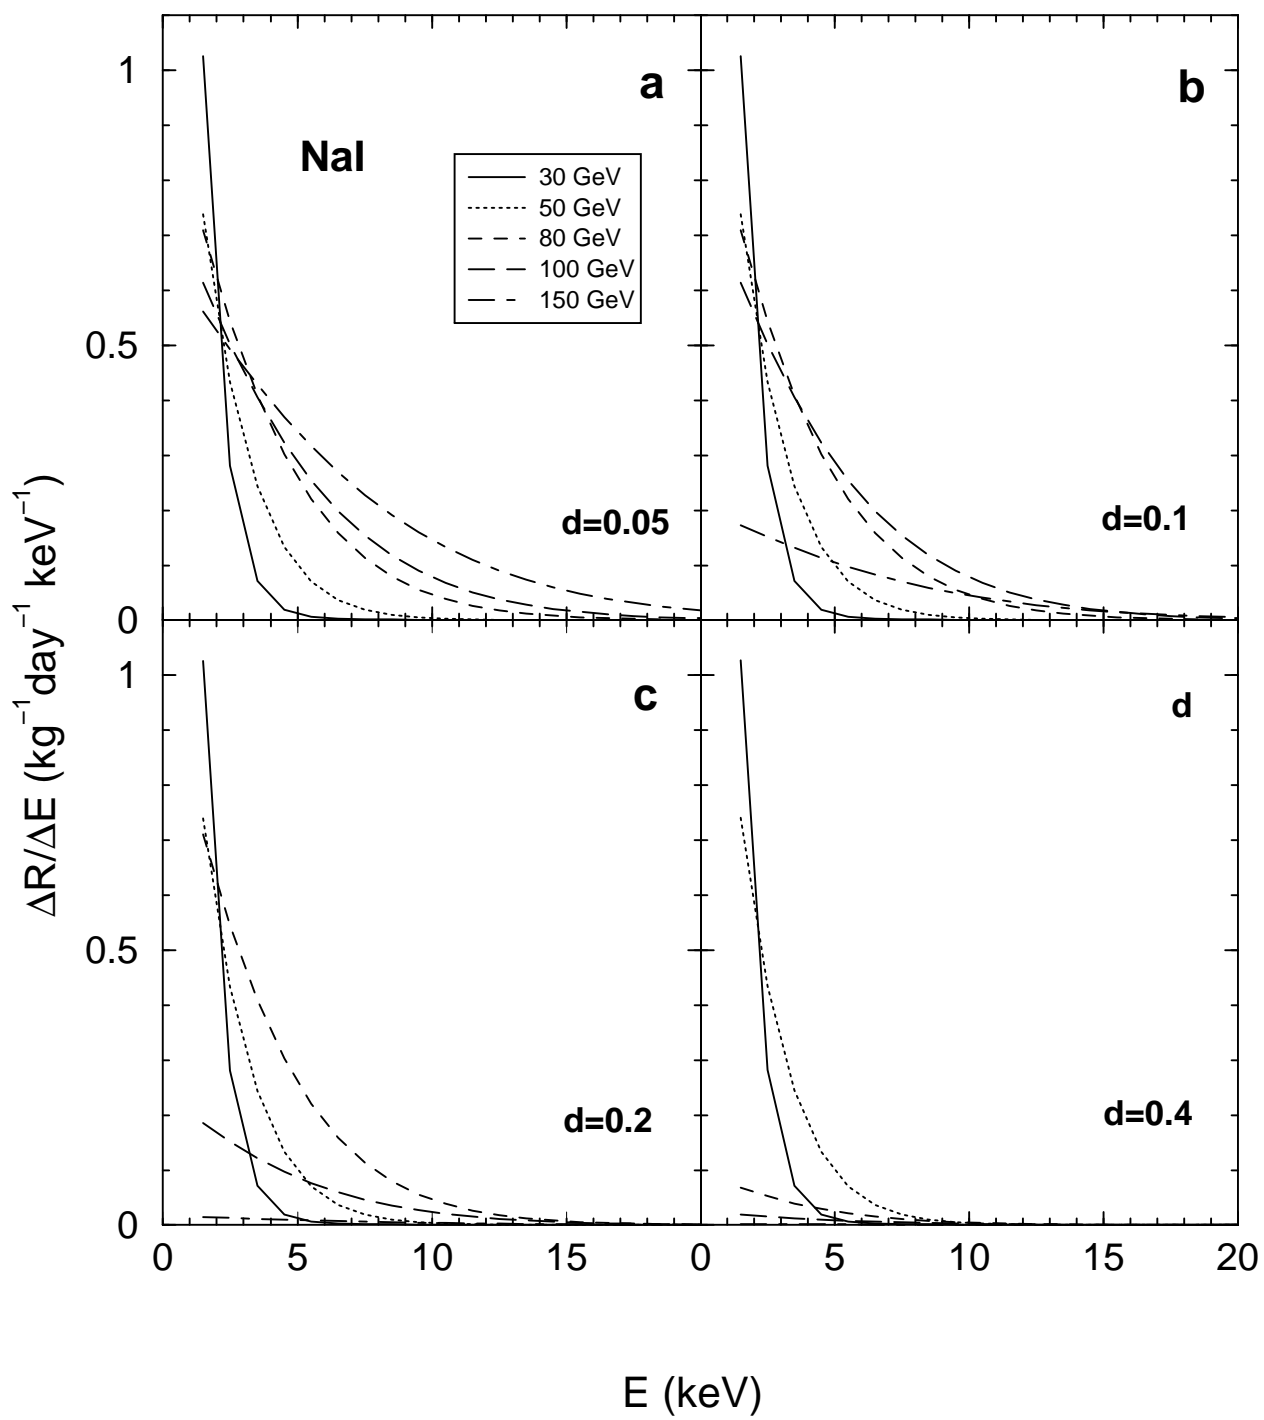 a
b
1
NaI
30 GeV
50 GeV
80 GeV
100 GeV
150 GeV
0.5
d=0.05
d=0.1
0
ΔR/ΔE (kg⁻¹day⁻¹ keV⁻¹)
1
c
d
0.5
d=0.2
d=0.4
0
0 5 10 15 0 5 10 15 20
E (keV)